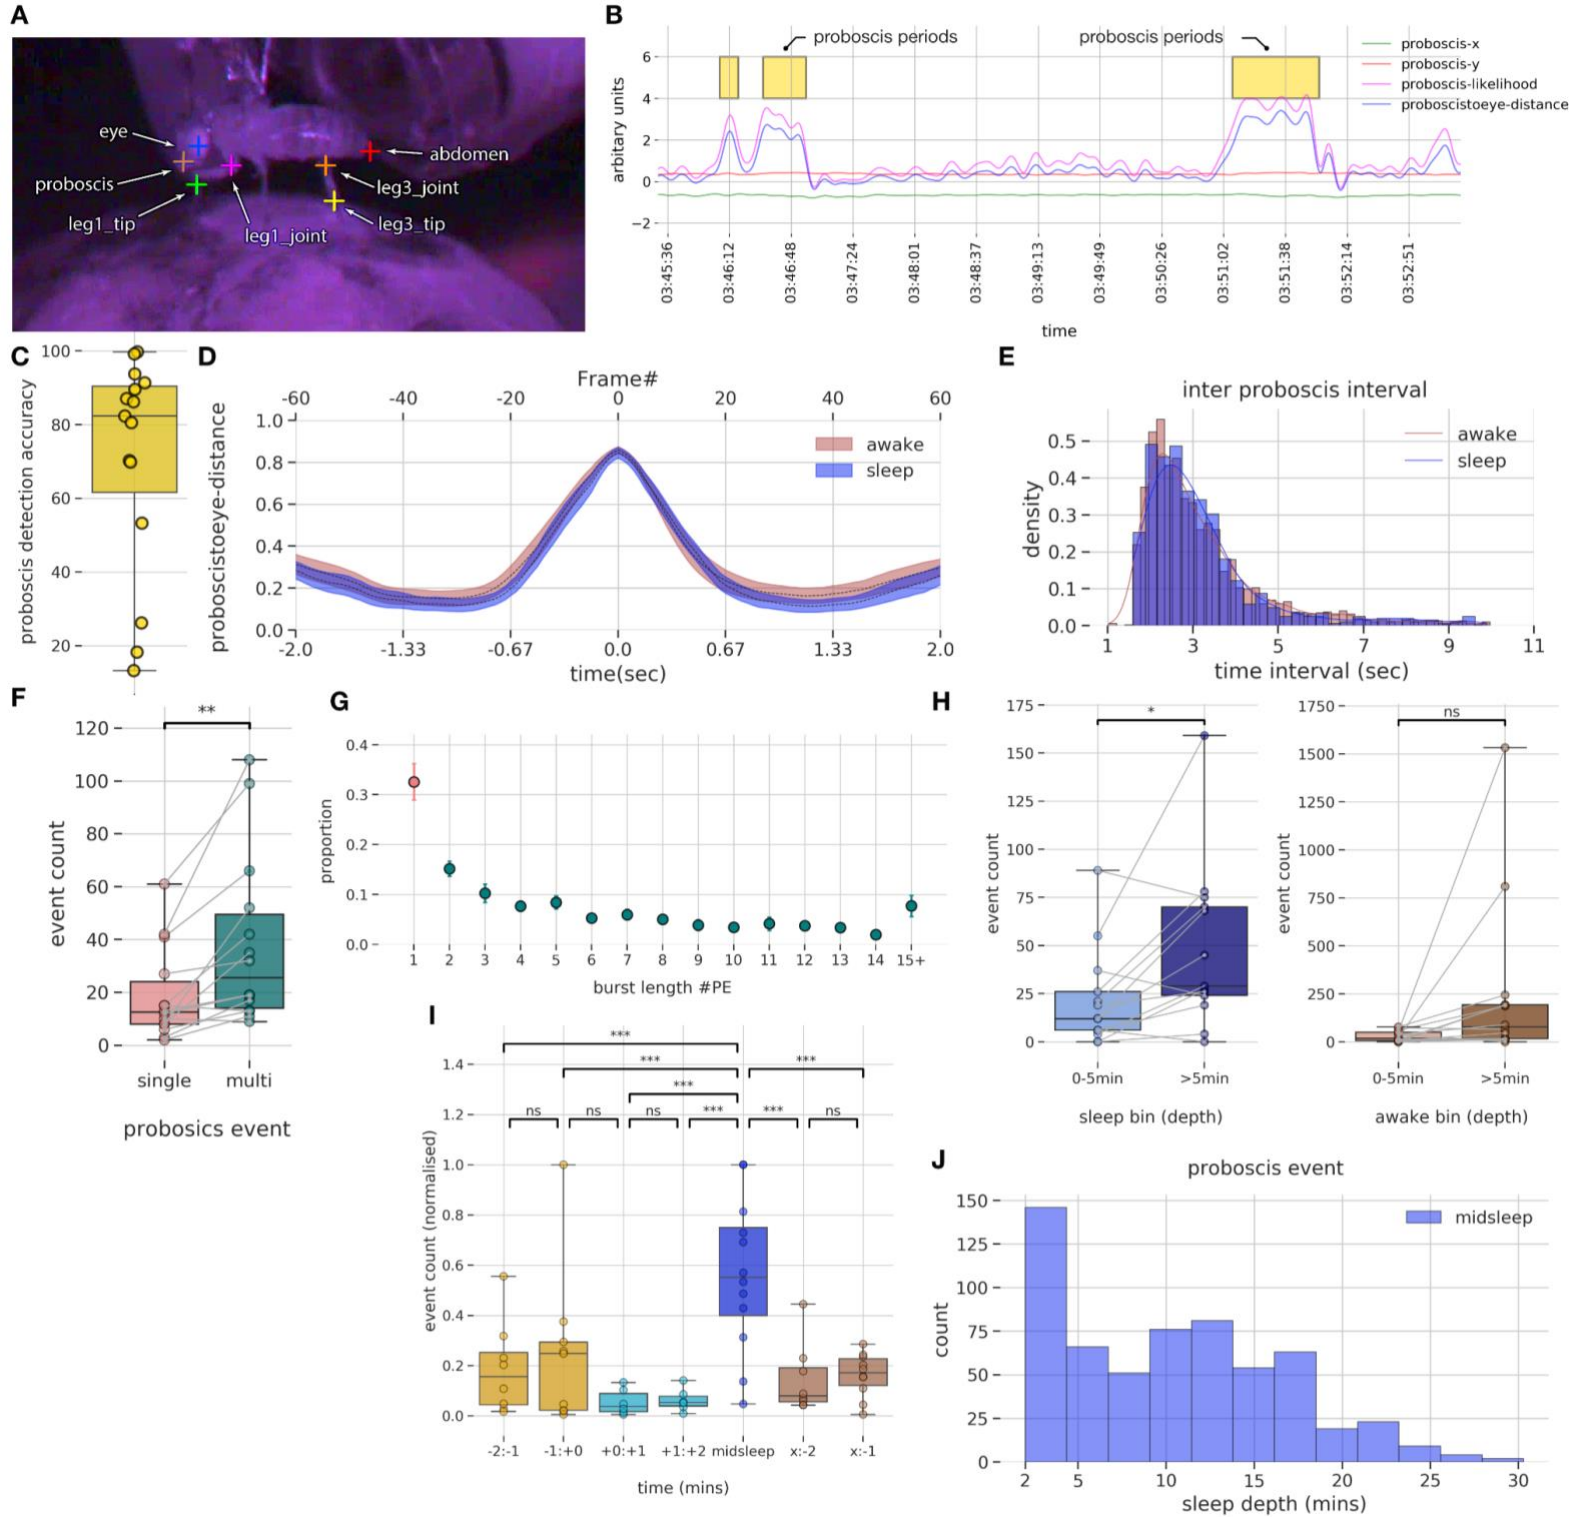 A
eye
proboscis
leg1_tip
leg1_joint
abdomen
leg3_joint
leg3_tip
B
proboscis periods
proboscis periods
proboscis-x
proboscis-y
proboscis-likelihood
proboscistoeye-distance
arbitary units
6
4
2
0
−2
03:45:36
03:46:12
03:46:48
03:47:24
03:48:01
03:48:37
03:49:13
03:49:49
03:50:26
03:51:02
03:51:38
03:52:14
03:52:51
time
C
proboscis detection accuracy
100
80
60
40
20
D
Frame#
-60 -40 -20 0 20 40 60
proboscistoeye-distance
1.0
0.8
0.6
0.4
0.2
0.0
awake
sleep
-2.0 -1.33 -0.67 0.0 0.67 1.33 2.0
time(sec)
E
inter proboscis interval
awake
sleep
density
0.5
0.4
0.3
0.2
0.1
0.0
1 3 5 7 9 11
time interval (sec)
F
**
event count
120
100
80
60
40
20
0
single multi
probosics event
G
proportion
0.4
0.3
0.2
0.1
0.0
1 2 3 4 5 6 7 8 9 10 11 12 13 14 15+
burst length #PE
H
*
event count
175
150
125
100
75
50
25
0
0-5min >5min
sleep bin (depth)
ns
event count
1750
1500
1250
1000
750
500
250
0
0-5min >5min
awake bin (depth)
I
***
*** ***
***
ns ns ns *** *** ns
event count (normalised)
1.4
1.2
1.0
0.8
0.6
0.4
0.2
0.0
-2:-1 -1:+0 +0:+1 +1:+2 midsleep x:-2 x:-1
time (mins)
J
proboscis event
midsleep
count
150
125
100
75
50
25
0
2 5 10 15 20 25 30
sleep depth (mins)